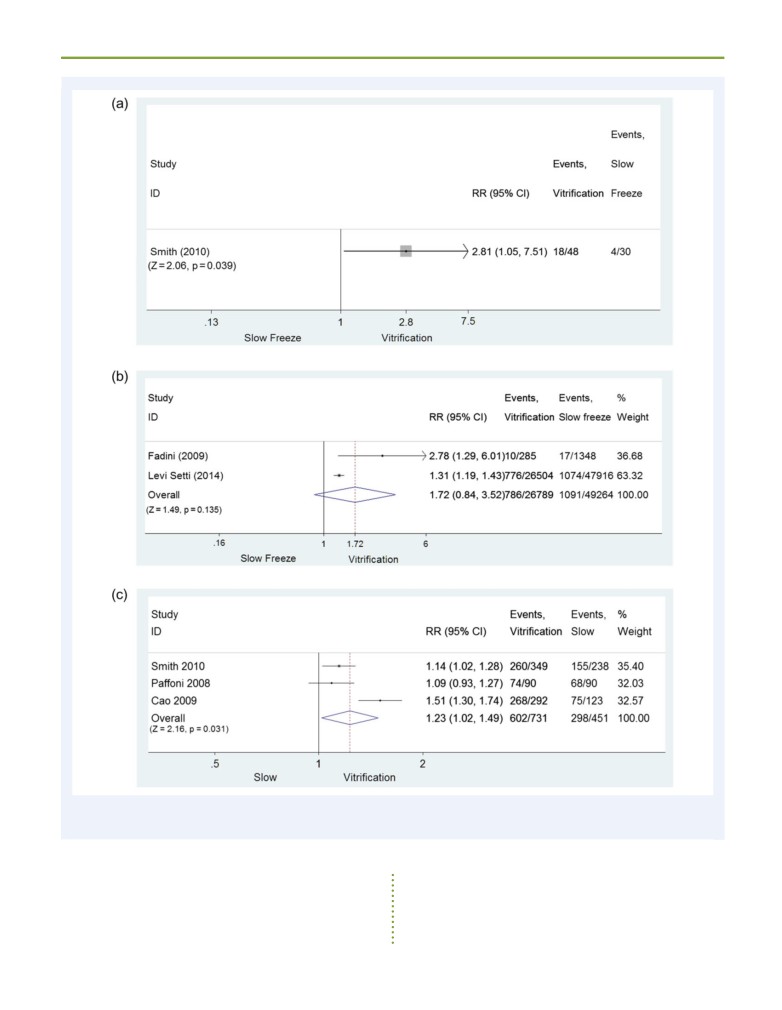 (a)
Events,
Study Events, Slow
ID RR (95% CI) Vitrification Freeze
Smith (2010) 2.81 (1.05, 7.51) 18/48 4/30
(Z = 2.06, p = 0.039)
.13 1 2.8 7.5
Slow Freeze Vitrification
(b)
Study Events, Events, %
ID RR (95% CI) Vitrification Slow freeze Weight
Fadini (2009) 2.78 (1.29, 6.01)10/285 17/1348 36.68
Levi Setti (2014) 1.31 (1.19, 1.43)776/26504 1074/47916 63.32
Overall 1.72 (0.84, 3.52)786/26789 1091/49264 100.00
(Z = 1.49, p = 0.135)
.16 1 1.72 6
Slow Freeze Vitrification
(c)
Study Events, Events, %
ID RR (95% CI) Vitrification Slow Weight
Smith 2010 1.14 (1.02, 1.28) 260/349 155/238 35.40
Paffoni 2008 1.09 (0.93, 1.27) 74/90 68/90 32.03
Cao 2009 1.51 (1.30, 1.74) 268/292 75/123 32.57
Overall 1.23 (1.02, 1.49) 602/731 298/451 100.00
(Z = 2.16, p = 0.031)
.5 1 2
Slow Vitrification